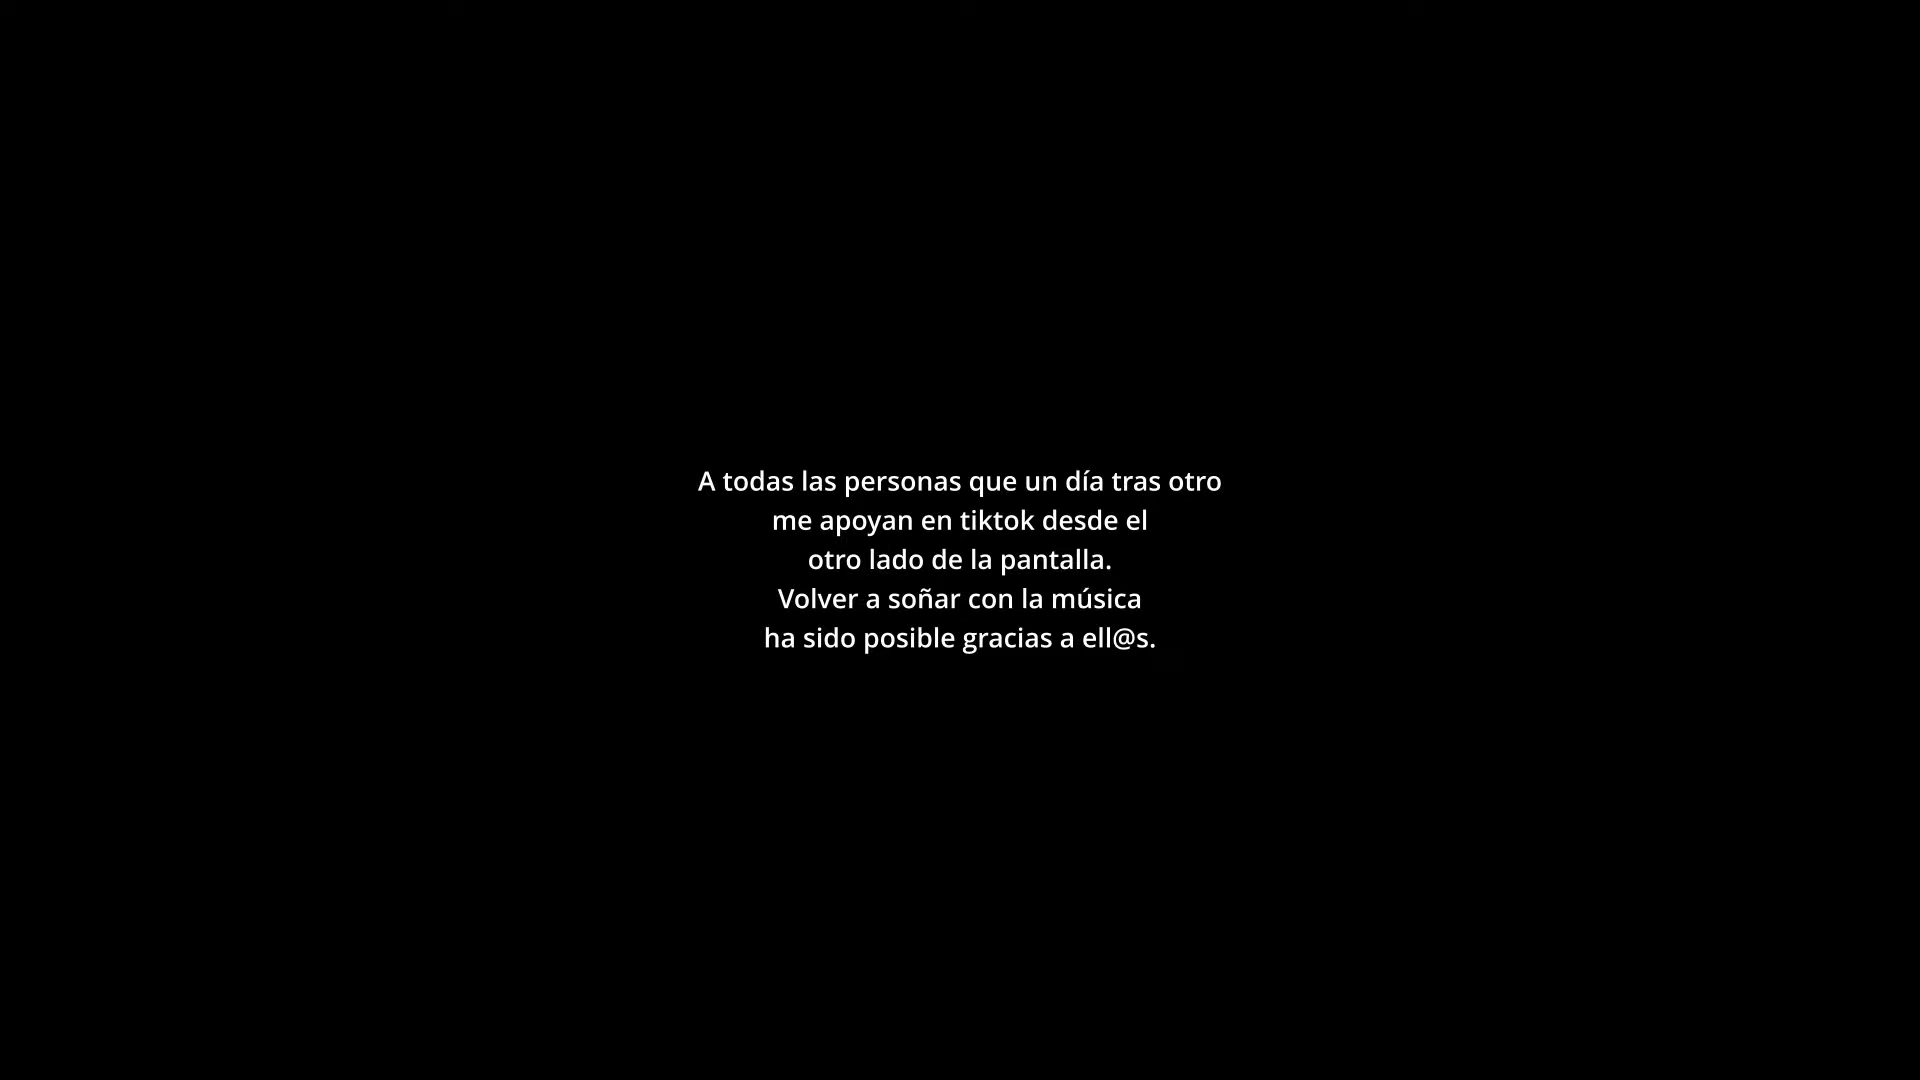 A todas las personas que un día tras otro
me apoyan en tiktok desde el
otro lado de la pantalla.
Volver a soñar con la música
ha sido posible gracias a ell@s.